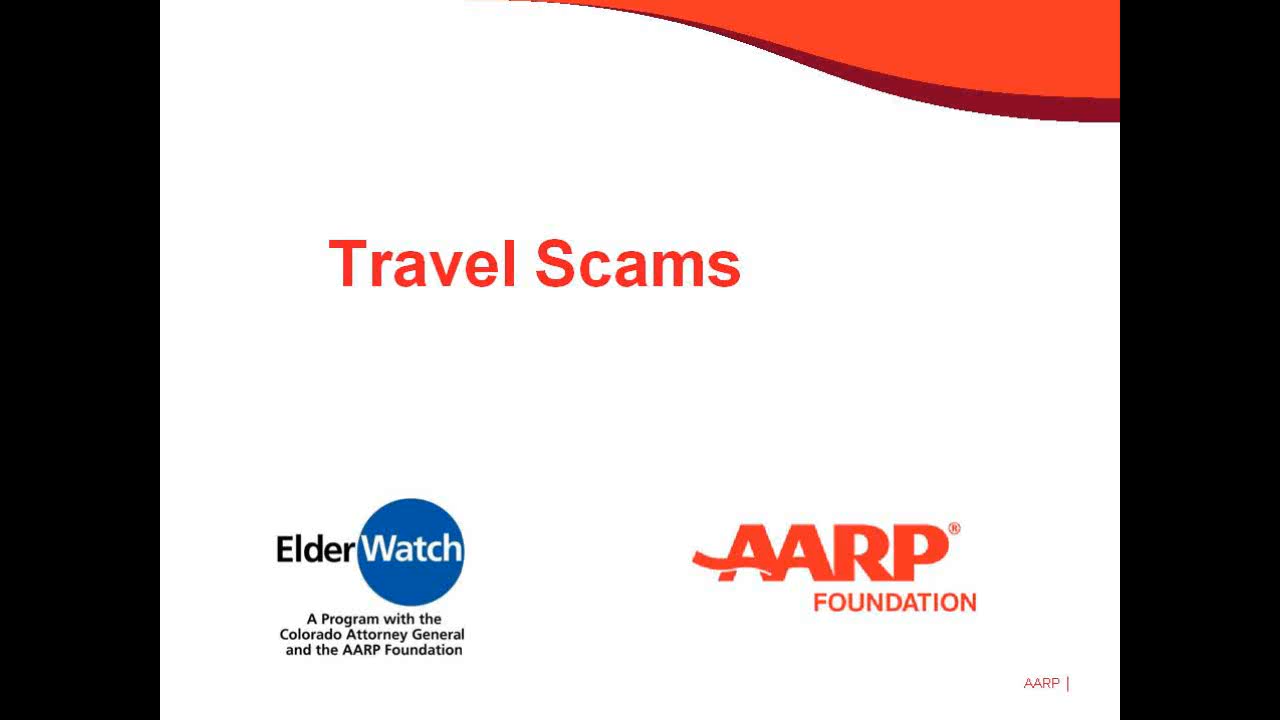 Travel Scams
ElderWatch
A Program with the
Colorado Attorney General
and the AARP Foundation
AARP®
FOUNDATION
AARP |